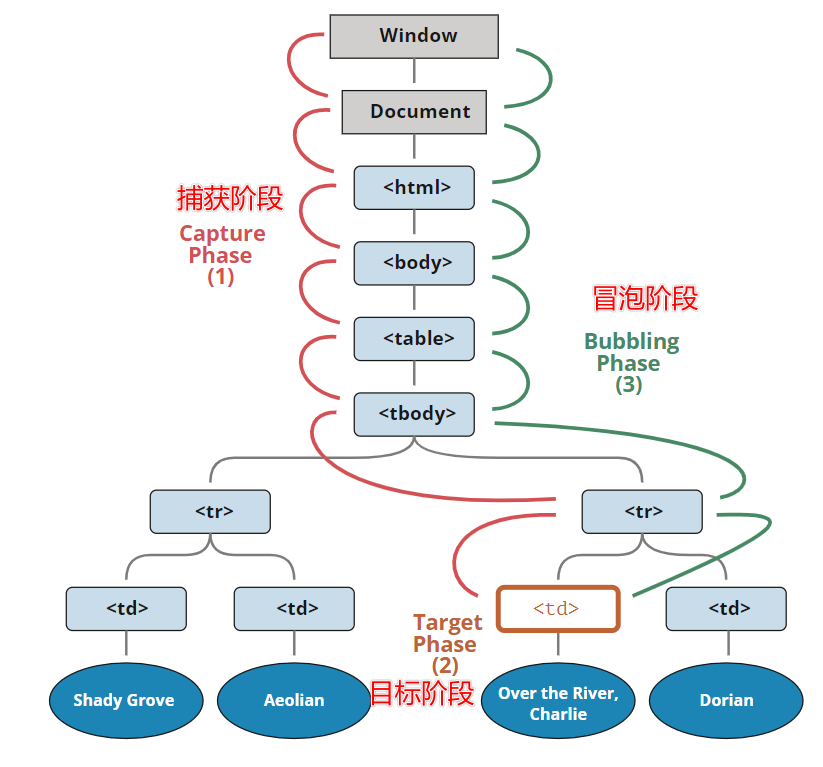 Window
Document
<html>
捕获阶段
Capture
Phase
(1)
<body>
冒泡阶段
<table>
Bubbling
Phase
(3)
<tbody>
<tr>
<tr>
<td>
<td>
<td>
<td>
Target
Phase
(2)
目标阶段
Shady Grove
Aeolian
Over the River,
Charlie
Dorian